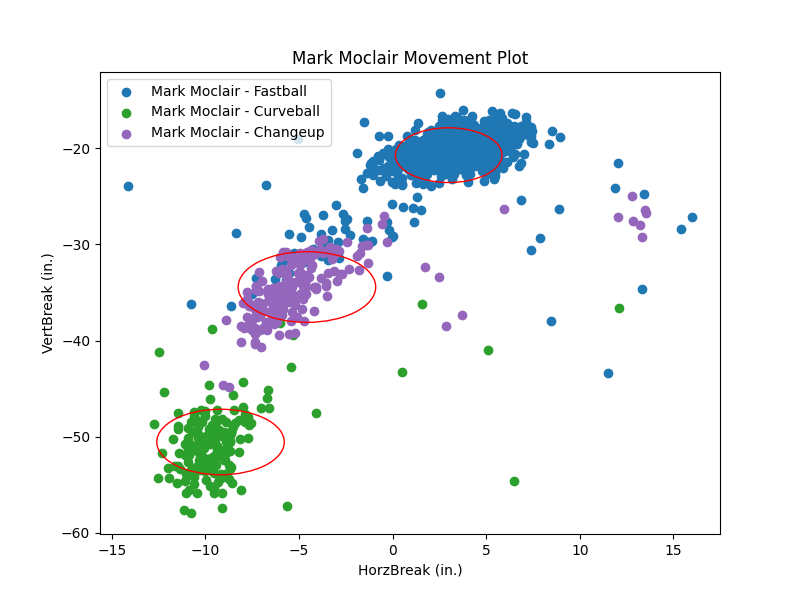 Mark Moclair Movement Plot
Mark Moclair - Fastball
Mark Moclair - Curveball
Mark Moclair - Changeup
−20
−30
−40
−50
−60
VertBreak (in.)
−15 −10 −5 0 5 10 15
HorzBreak (in.)